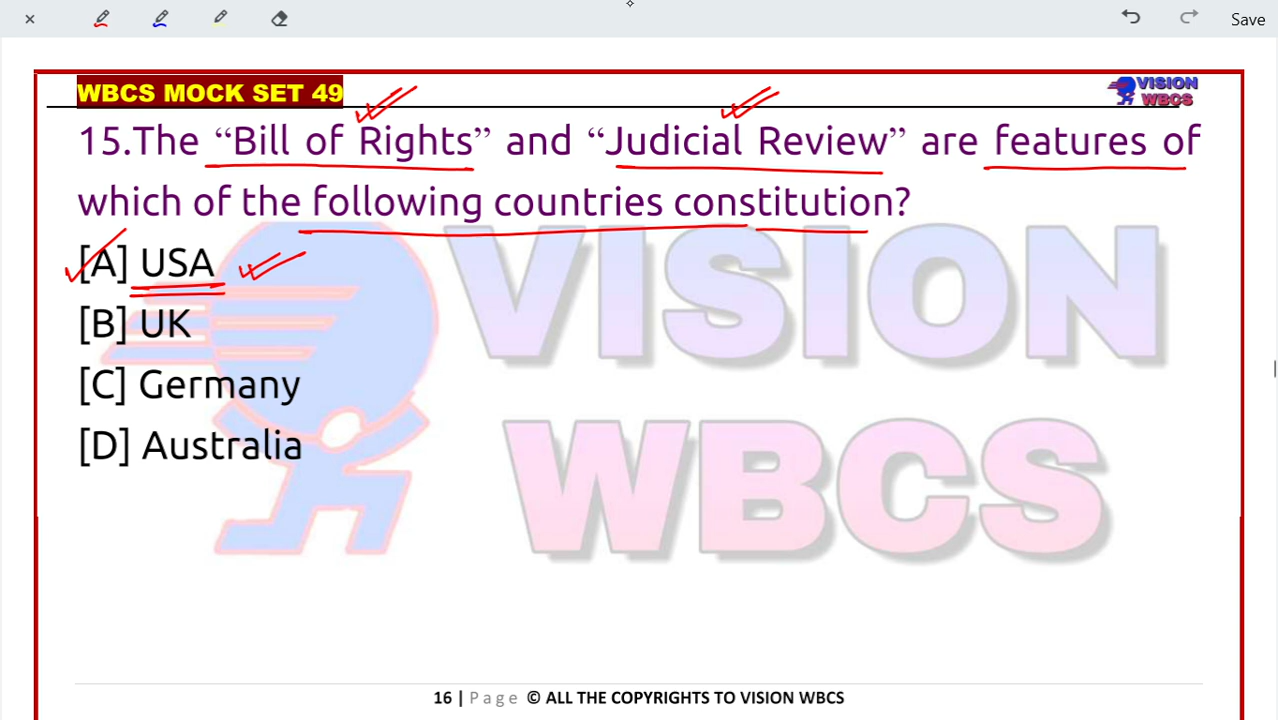 Save
WBCS MOCK SET 49
VISION
WBCS
15.The “Bill of Rights” and “Judicial Review” are features of
which of the following countries constitution?
[A] USA
[B] UK
[C] Germany
[D] Australia
VISION
WBCS
16 | Page © ALL THE COPYRIGHTS TO VISION WBCS